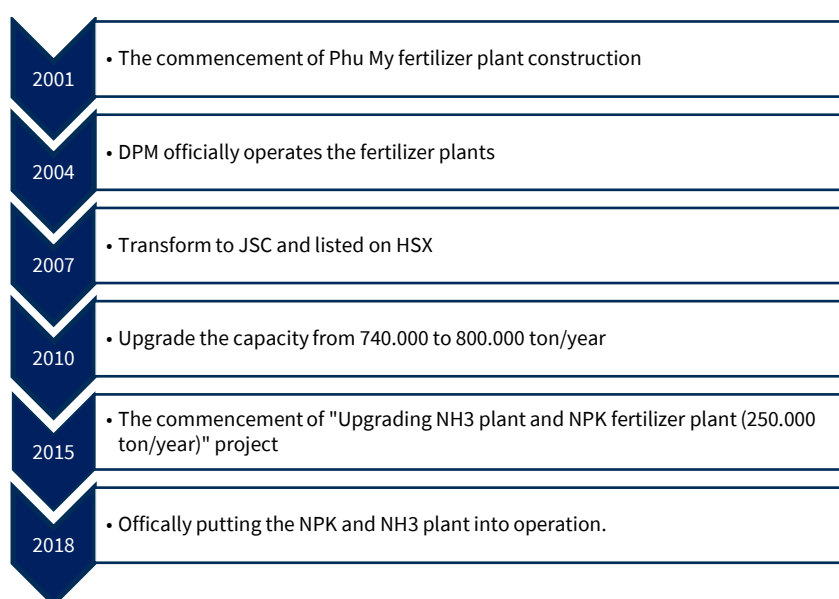 2001
• The commencement of Phu My fertilizer plant construction
2004
• DPM officially operates the fertilizer plants
2007
• Transform to JSC and listed on HSX
2010
• Upgrade the capacity from 740.000 to 800.000 ton/year
2015
• The commencement of "Upgrading NH3 plant and NPK fertilizer plant (250.000
ton/year)" project
2018
• Offically putting the NPK and NH3 plant into operation.